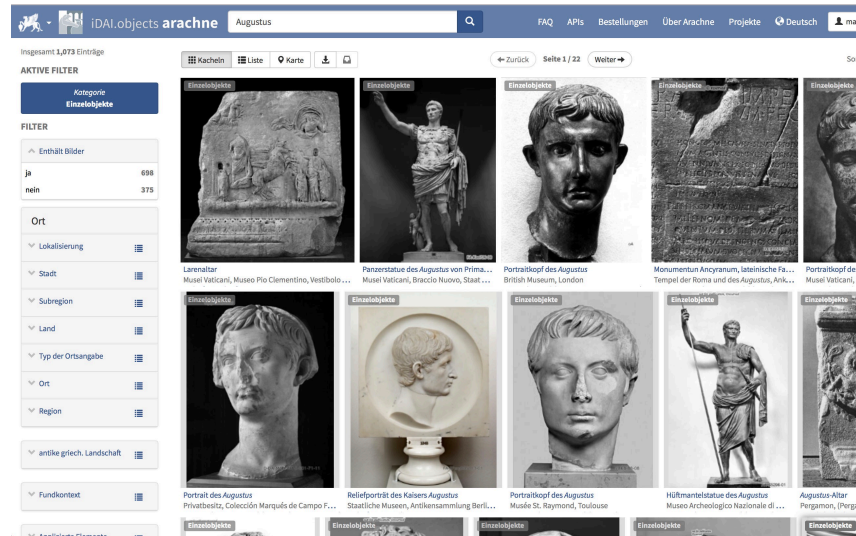 iDAI.objects arachne
Augustus
FAQ APIs Bestellungen Über Arachne Projekte Deutsch
Insgesamt 1,073 Einträge
AKTIVE FILTER
Kategorie
Einzelobjekte
FILTER
Enthält Bilder
ja 698
nein 375
Ort
Lokalisierung
Stadt
Subregion
Land
Typ der Ortsangabe
Ort
Region
antike griech. Landschaft
Fundkontext
Kacheln Liste Karte
Zurück Seite 1 / 22 Weiter
Einzelobjekte Einzelobjekte Einzelobjekte Einzelobjekte Einzelobjekte
Larenaltar
Musei Vaticani, Museo Pio Clementino, Vestibolo ...
Panzerstatue des Augustus von Prima...
Musei Vaticani, Braccio Nuovo, Staat ...
Portraitkopf des Augustus
British Museum, London
Monumentun Ancyranum, lateinische Fa...
Tempel der Roma und des Augustus, Ank...
Portraitkopf de
Musei Vaticani,
Einzelobjekte Einzelobjekte Einzelobjekte Einzelobjekte Einzelobjekte
Portrait des Augustus
Privatbesitz, Colección Marqués de Campo F...
Reliefporträt des Kaisers Augustus
Staatliche Museen, Antikensammlung Berli...
Portraitkopf des Augustus
Musée St. Raymond, Toulouse
Hüftmantelstatue des Augustus
Museo Archeologico Nazionale di ...
Augustus-Altar
Pergamon, (Perga
Einzelobjekte Einzelobjekte Einzelobjekte Einzelobjekte Einzelobjekte